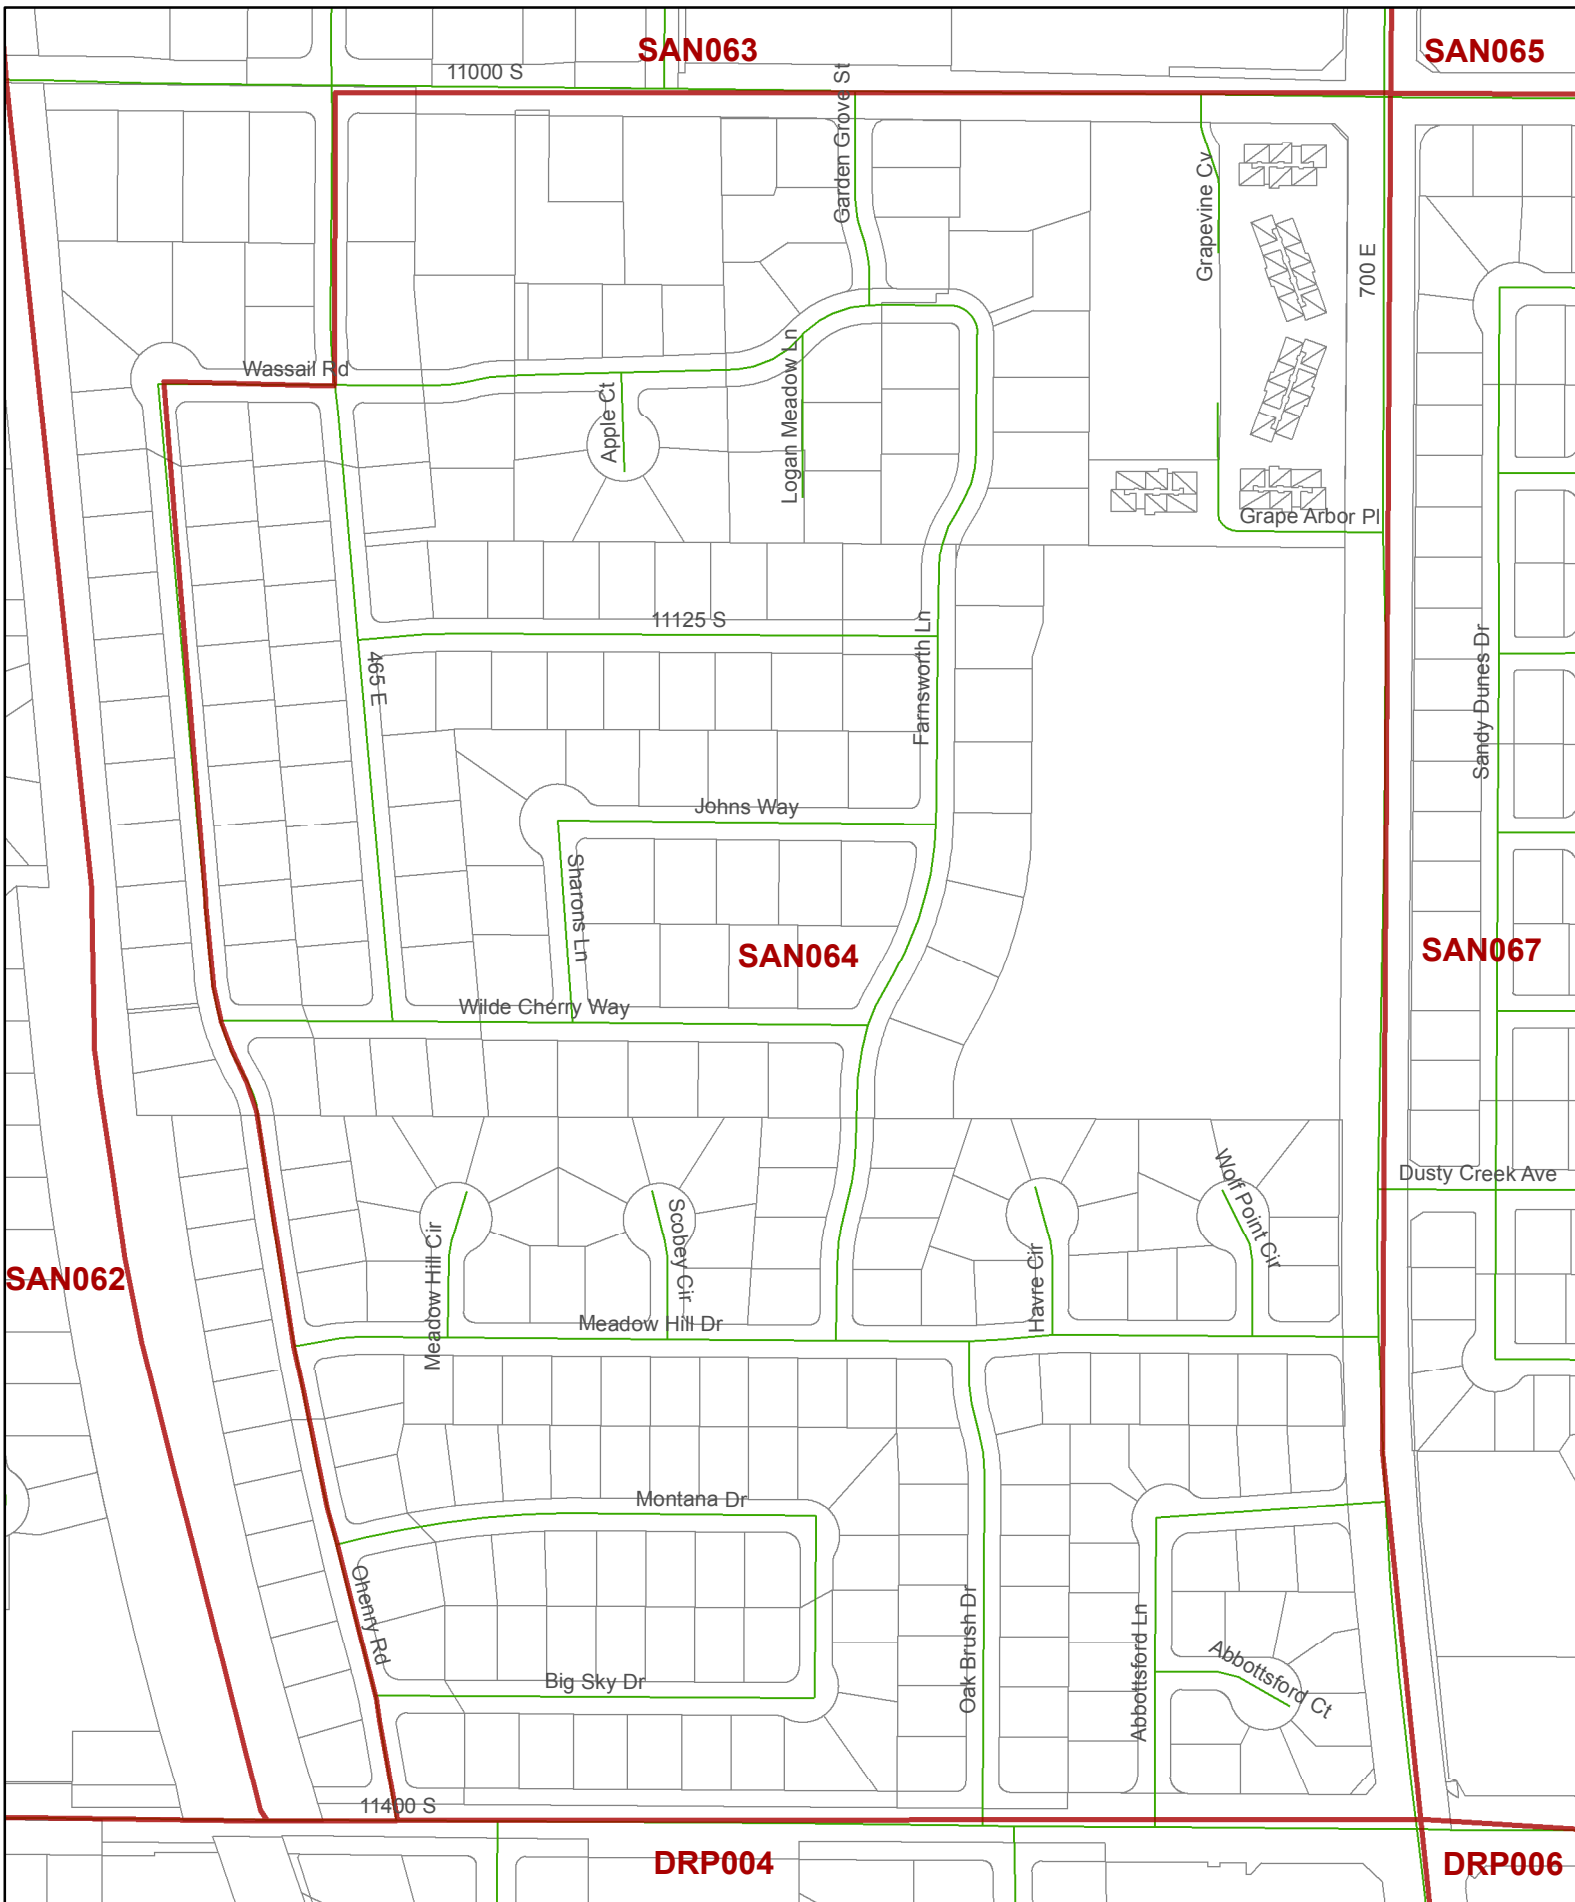 SAN063
SAN065
11000 S
Garden Grove St
Grapevine Cv
700 E
Wassail Rd
Apple Ct
Logan Meadow Ln
Grape Arbor Pl
11125 S
465 E
Farnsworth Ln
Sandy Dunes Dr
Johns Way
Sharons Ln
SAN064
SAN067
Wilde Cherry Way
Dusty Creek Ave
Wolf Point Cir
Scobey Cir
Meadow Hill Cir
Havre Cir
SAN062
Meadow Hill Dr
Montana Dr
Ohenry Rd
Oak Brush Dr
Abbottsford Ln
Abbottsford Ct
Big Sky Dr
11400 S
DRP004
DRP006